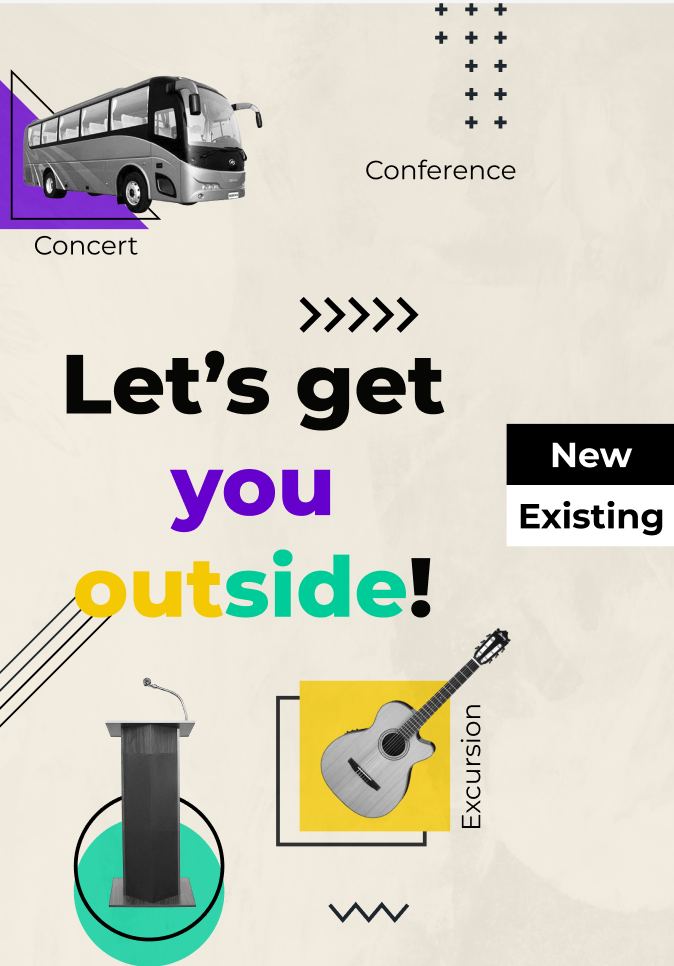 Conference
Concert
Let’s get
you
outside!
New
Existing
Excursion